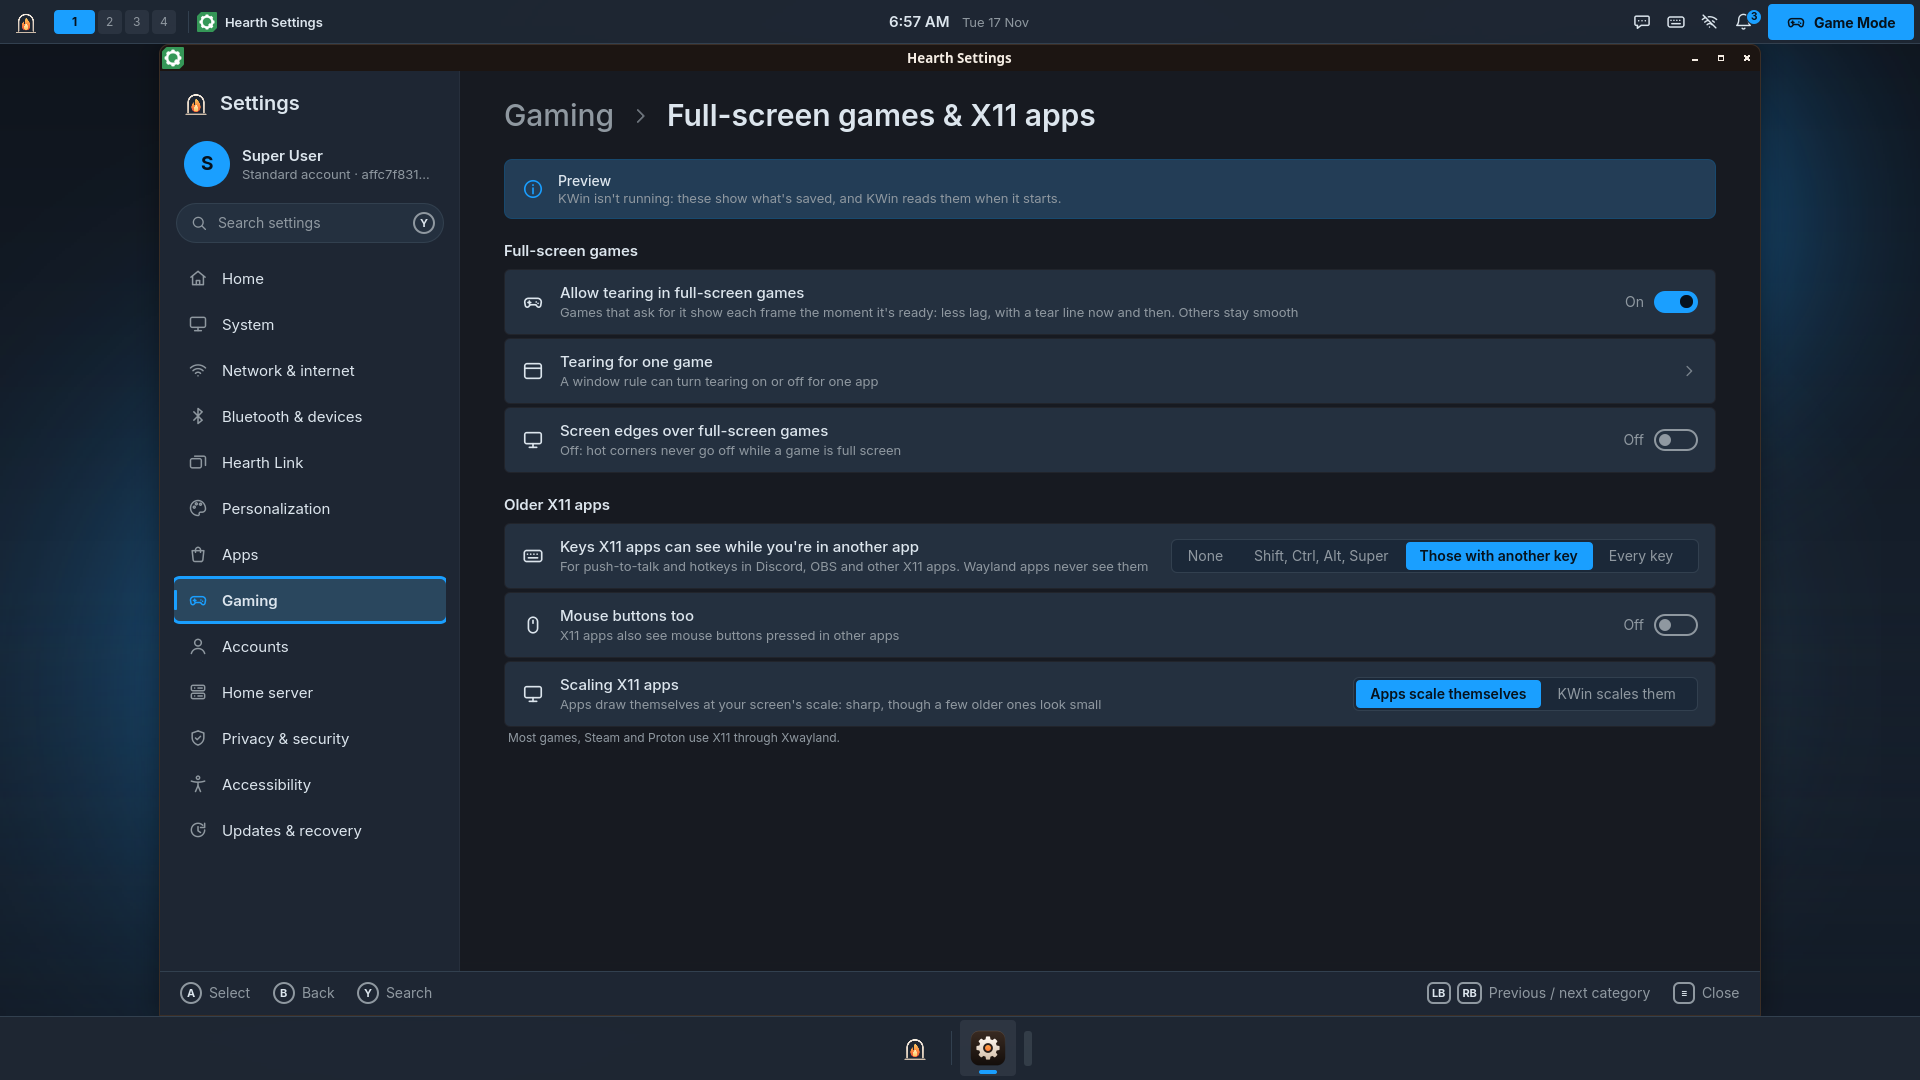 1
2
3
4
Hearth Settings
6:57 AM
Tue 17 Nov
3
Game Mode
Hearth Settings
Settings
S
Super User
Standard account · affc7f831...
Search settings
Y
Home
System
Network & internet
Bluetooth & devices
Hearth Link
Personalization
Apps
Gaming
Accounts
Home server
Privacy & security
Accessibility
Updates & recovery
Gaming > Full-screen games & X11 apps
Preview
KWin isn't running: these show what's saved, and KWin reads them when it starts.
Full-screen games
Allow tearing in full-screen games
Games that ask for it show each frame the moment it's ready: less lag, with a tear line now and then. Others stay smooth
On
Tearing for one game
A window rule can turn tearing on or off for one app
Screen edges over full-screen games
Off: hot corners never go off while a game is full screen
Off
Older X11 apps
Keys X11 apps can see while you're in another app
For push-to-talk and hotkeys in Discord, OBS and other X11 apps. Wayland apps never see them
None
Shift, Ctrl, Alt, Super
Those with another key
Every key
Mouse buttons too
X11 apps also see mouse buttons pressed in other apps
Off
Scaling X11 apps
Apps draw themselves at your screen's scale: sharp, though a few older ones look small
Apps scale themselves
KWin scales them
Most games, Steam and Proton use X11 through Xwayland.
A Select
B Back
Y Search
LB RB Previous / next category
≡ Close